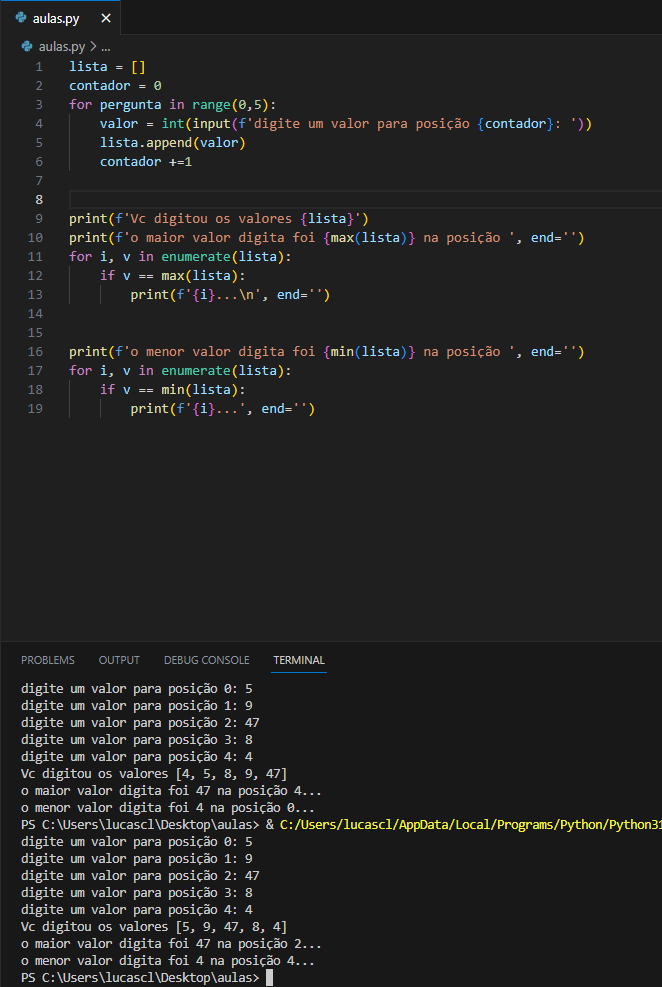 aulas.py ×
aulas.py > ...
1 lista = []
2 contador = 0
3 for pergunta in range(0,5):
4     valor = int(input(f'digite um valor para posição {contador}: '))
5     lista.append(valor)
6     contador +=1
7
8
9 print(f'Vc digitou os valores {lista}')
10 print(f'o maior valor digita foi {max(lista)} na posição ', end='')
11 for i, v in enumerate(lista):
12     if v == max(lista):
13         print(f'{i}...\n', end='')
14
15
16 print(f'o menor valor digita foi {min(lista)} na posição ', end='')
17 for i, v in enumerate(lista):
18     if v == min(lista):
19         print(f'{i}...', end='')
PROBLEMS OUTPUT DEBUG CONSOLE TERMINAL
digite um valor para posição 0: 5
digite um valor para posição 1: 9
digite um valor para posição 2: 47
digite um valor para posição 3: 8
digite um valor para posição 4: 4
Vc digitou os valores [4, 5, 8, 9, 47]
o maior valor digita foi 47 na posição 4...
o menor valor digita foi 4 na posição 0...
PS C:\Users\lucascl\Desktop\aulas> & C:/Users/lucascl/AppData/Local/Programs/Python/Python31
digite um valor para posição 0: 5
digite um valor para posição 1: 9
digite um valor para posição 2: 47
digite um valor para posição 3: 8
digite um valor para posição 4: 4
Vc digitou os valores [5, 9, 47, 8, 4]
o maior valor digita foi 47 na posição 2...
o menor valor digita foi 4 na posição 4...
PS C:\Users\lucascl\Desktop\aulas>